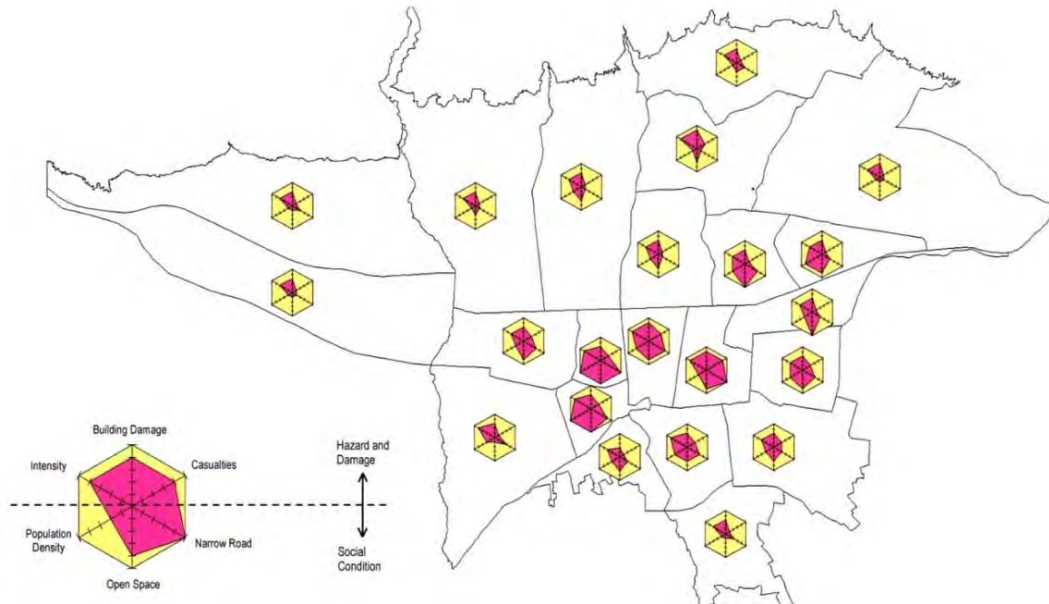 Building Damage
Intensity
Casualties
Hazard and
Damage
Population
Density
Narrow Road
Social
Condition
Open Space